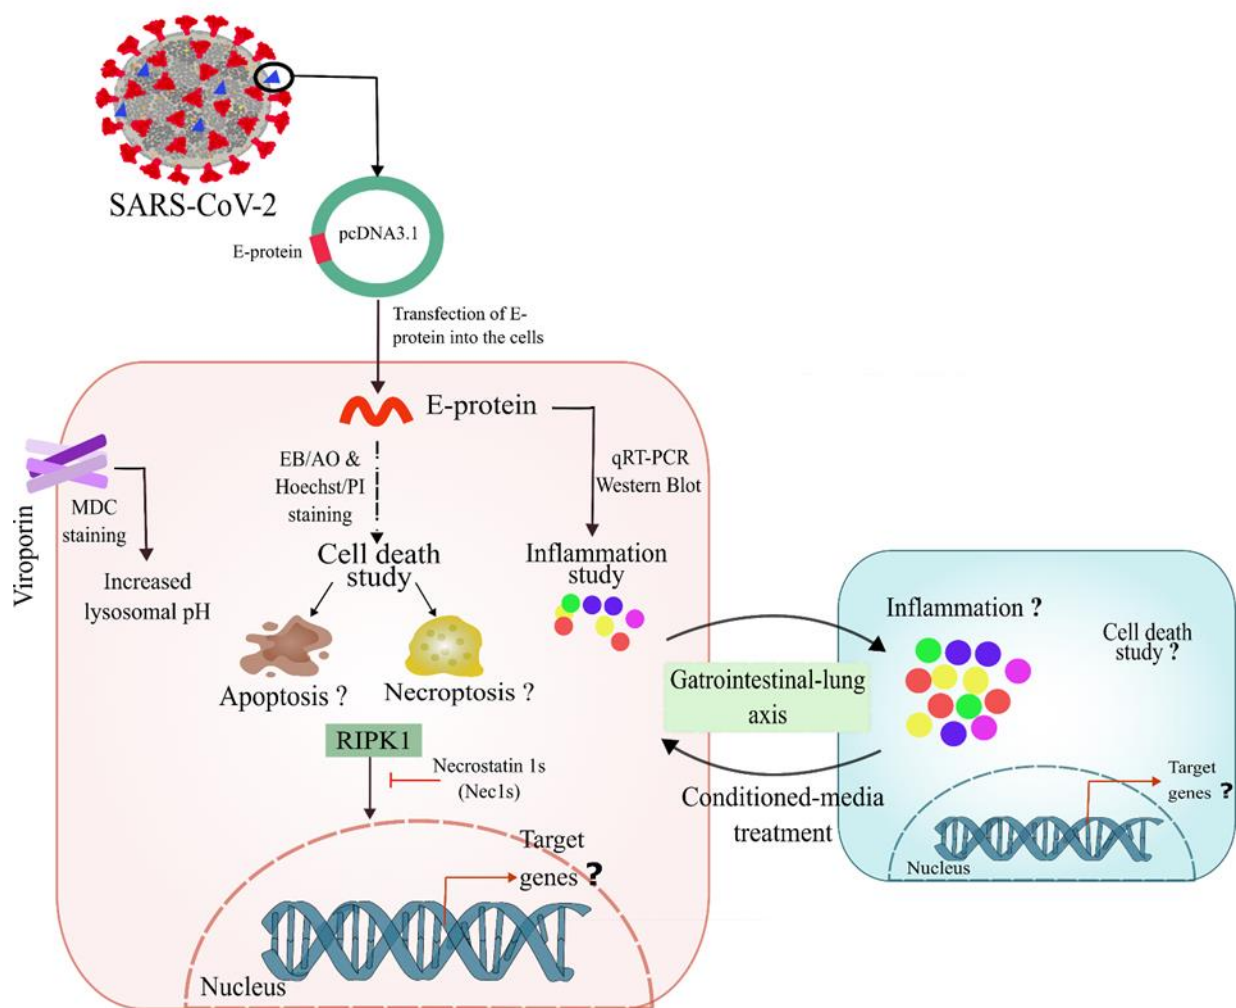 SARS-CoV-2
pcDNA3.1
E-protein
Transfection of E-
protein into the cells
E-protein
EB/AO &
Hoechst/PI
staining
qRT-PCR
Western Blot
Viroporin
MDC
staining
Increased
lysosomal pH
Cell death
study
Inflammation
study
Apoptosis ?
Necroptosis ?
RIPK1
Necrostatin 1s
(Nec1s)
Target
genes ?
Nucleus
Gatrointestinal-lung
axis
Conditioned-media
treatment
Inflammation ?
Cell death
study ?
Target
genes ?
Nucleus